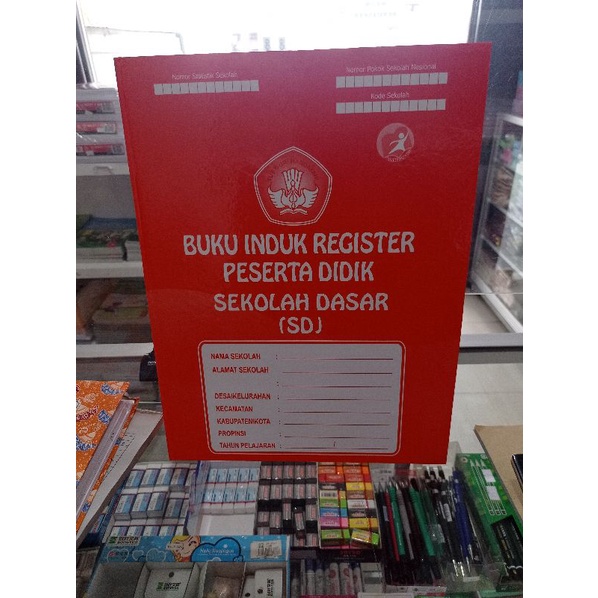 Nomor Statistik Sekolah
Nomor Pokok Sekolah Nasional
Kode Sekolah
BUKU INDUK REGISTER
PESERTA DIDIK
SEKOLAH DASAR
(SD)
NAMA SEKOLAH :
ALAMAT SEKOLAH :
:
DESA/KELURAHAN :
KECAMATAN :
KABUPATEN/KOTA :
PROPINSI :
TAHUN PELAJARAN : /